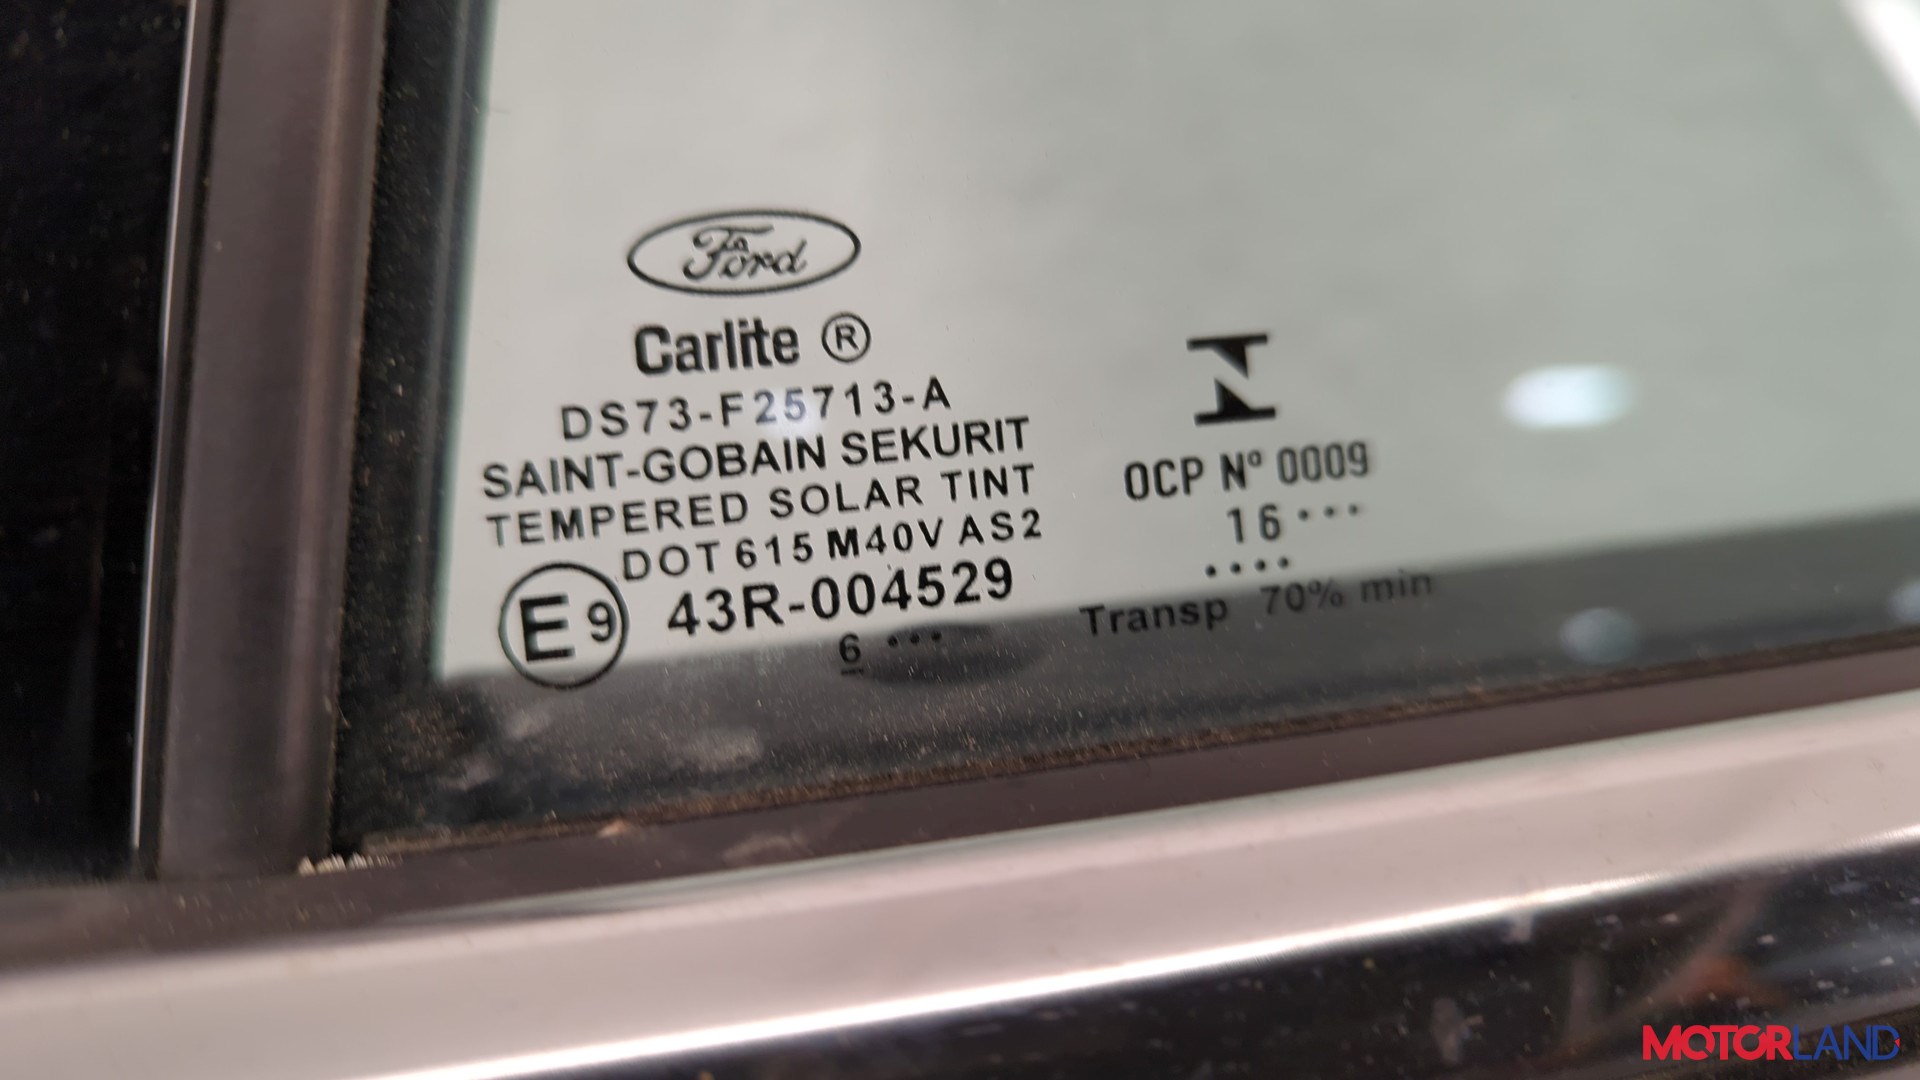 Ford
Carlite ®
DS73-F25713-A
SAINT-GOBAIN SEKURIT
TEMPERED SOLAR TINT
DOT 615 M40V AS2
E9 43R-004529
6 ...
OCP Nº 0009
16 ...
....
Transp 70% min
MOTORLAND